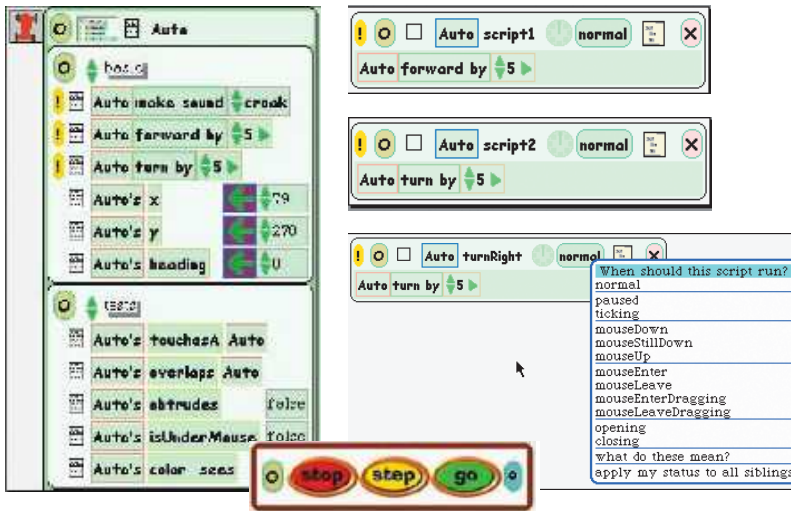 Auto
basic
Auto make sound croak
Auto forward by 5
Auto turn by 5
Auto's x 79
Auto's y 270
Auto's heading 0
tests
Auto's touchesA Auto
Auto's overlaps Auto
Auto's obtrudes false
Auto's isUnderMouse false
Auto's color sees
! Auto script1 normal
Auto forward by 5
! Auto script2 normal
Auto turn by 5
! Auto turnRight normal
Auto turn by 5
When should this script run?
normal
paused
ticking
mouseDown
mouseStillDown
mouseUp
mouseEnter
mouseLeave
mouseEnterDragging
mouseLeaveDragging
opening
closing
what do these mean?
apply my status to all siblings
stop step go